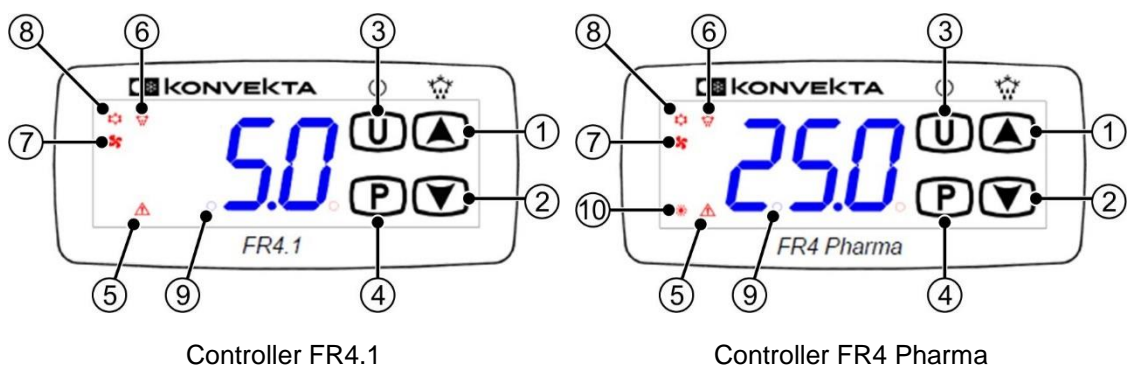 8 6 3 8 6 3
KONVEKTA KONVEKTA
7 5.0 U 1 7 25.0 U 1
P 2 10 P 2
FR4.1 FR4 Pharma
5 9 4 5 9 4
Controller FR4.1 Controller FR4 Pharma